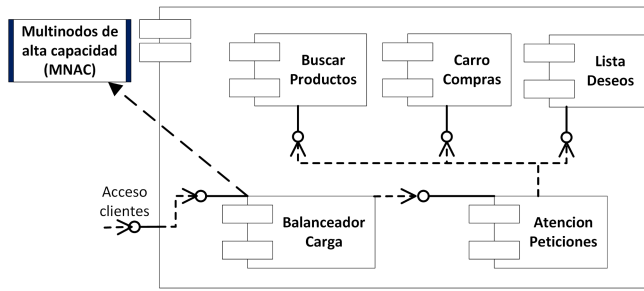 Multinodos de
alta capacidad
(MNAC)
Buscar
Productos
Carro
Compras
Lista
Deseos
Acceso
clientes
Balanceador
Carga
Atencion
Peticiones